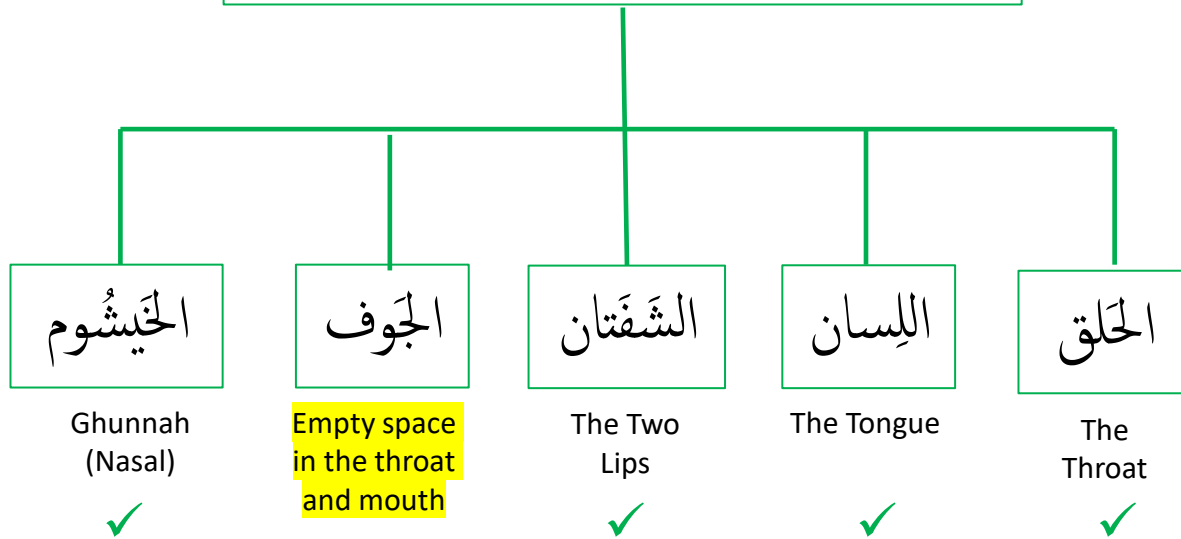 الخَيشُوم
الجَوف
الشَفَتان
اللِسان
الحَلق
Ghunnah
(Nasal)
Empty space
in the throat
and mouth
The Two
Lips
The Tongue
The
Throat